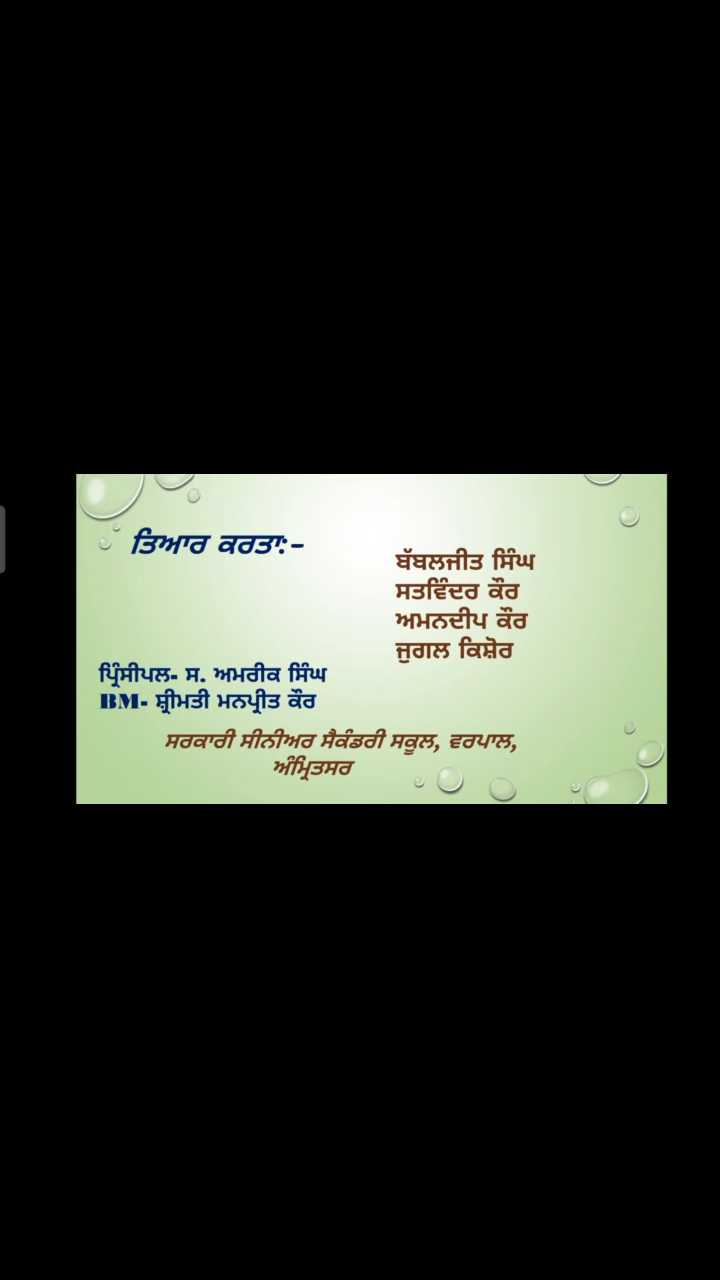 ਤਿਆਰ ਕਰਤਾ:-
ਬੱਬਲਜੀਤ ਸਿੰਘ
ਸਤਵਿੰਦਰ ਕੌਰ
ਅਮਨਦੀਪ ਕੌਰ
ਜੁਗਲ ਕਿਸ਼ੋਰ
ਪ੍ਰਿੰਸੀਪਲ- ਸ. ਅਮਰੀਕ ਸਿੰਘ
BM- ਸ਼੍ਰੀਮਤੀ ਮਨਪ੍ਰੀਤ ਕੌਰ
ਸਰਕਾਰੀ ਸੀਨੀਅਰ ਸੈਕੰਡਰੀ ਸਕੂਲ, ਵਰਪਾਲ,
ਅੰਮ੍ਰਿਤਸਰ